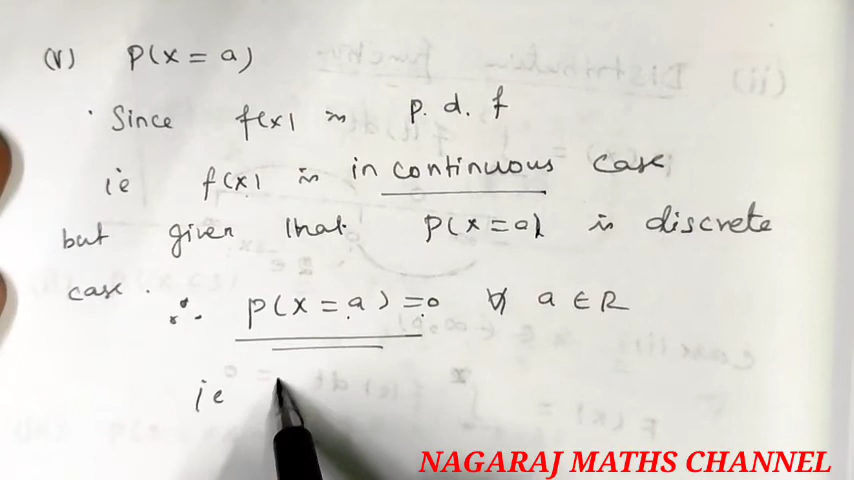 (V) P(X = a)
Since f(x) is p. d. f
ie f(x) is in continuous case
but given that P(X=a) is discrete
case.
∴ P(X = a) = 0 ∀ a ∈ R
ie
NAGARAJ MATHS CHANNEL